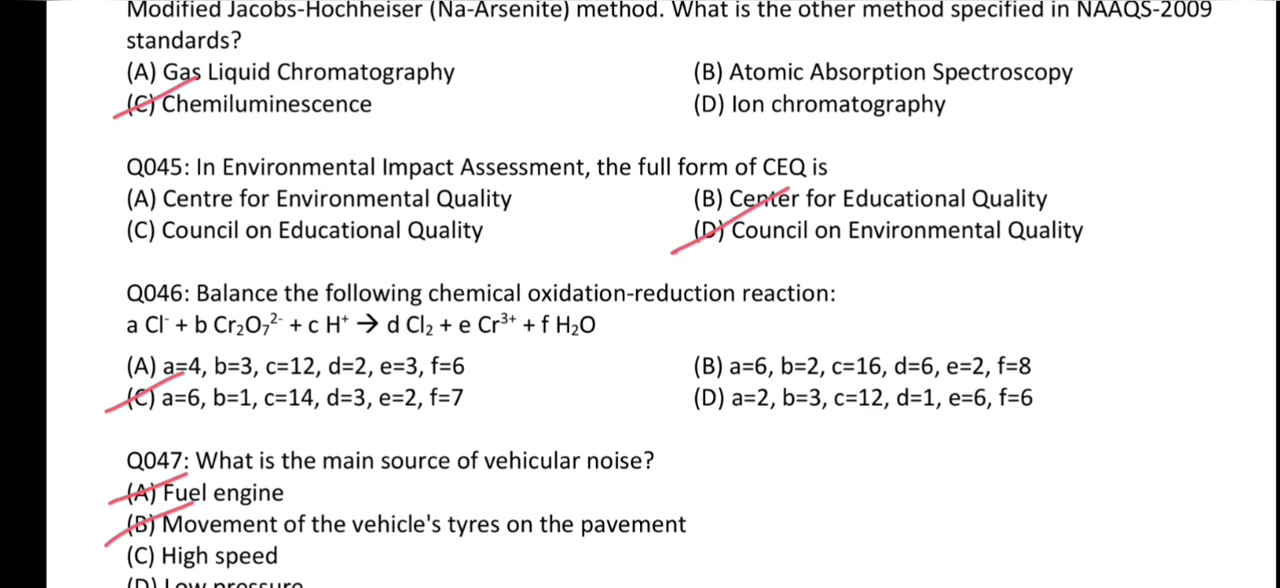 Modified Jacobs-Hochheiser (Na-Arsenite) method. What is the other method specified in NAAQS-2009
standards?
(A) Gas Liquid Chromatography (B) Atomic Absorption Spectroscopy
(C) Chemiluminescence (D) Ion chromatography
Q045: In Environmental Impact Assessment, the full form of CEQ is
(A) Centre for Environmental Quality (B) Center for Educational Quality
(C) Council on Educational Quality (D) Council on Environmental Quality
Q046: Balance the following chemical oxidation-reduction reaction:
a Cl⁻ + b Cr₂O₇²⁻ + c H⁺ → d Cl₂ + e Cr³⁺ + f H₂O
(A) a=4, b=3, c=12, d=2, e=3, f=6 (B) a=6, b=2, c=16, d=6, e=2, f=8
(C) a=6, b=1, c=14, d=3, e=2, f=7 (D) a=2, b=3, c=12, d=1, e=6, f=6
Q047: What is the main source of vehicular noise?
(A) Fuel engine
(B) Movement of the vehicle's tyres on the pavement
(C) High speed
(D) Low pressure